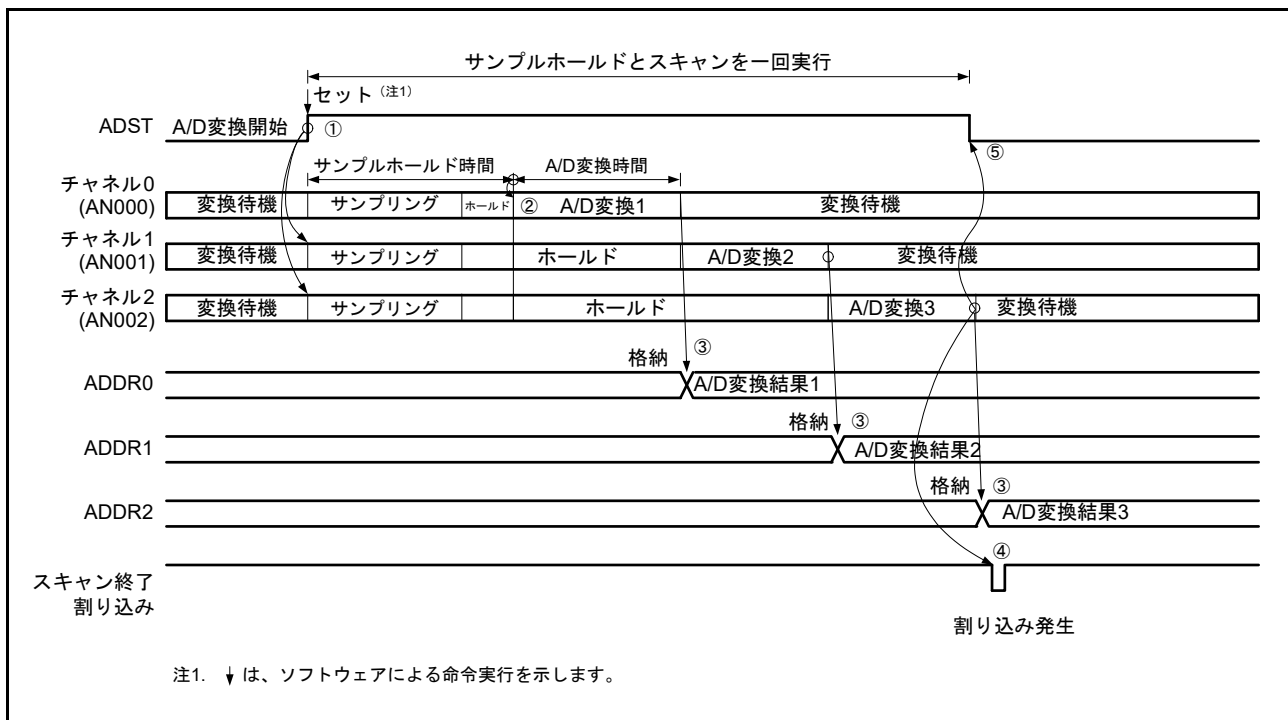 サンプルホールドとスキャンを一回実行
セット(注1)
ADST A/D変換開始 ① ⑤
サンプルホールド時間 A/D変換時間
チャネル0
(AN000) 変換待機 サンプリング ホールド ② A/D変換1 変換待機
チャネル1
(AN001) 変換待機 サンプリング ホールド A/D変換2 変換待機
チャネル2
(AN002) 変換待機 サンプリング ホールド A/D変換3 変換待機
格納 ③
ADDR0 A/D変換結果1
格納 ③
ADDR1 A/D変換結果2
格納 ③
ADDR2 A/D変換結果3
④
スキャン終了
割り込み
割り込み発生
注1. ↓ は、ソフトウェアによる命令実行を示します。